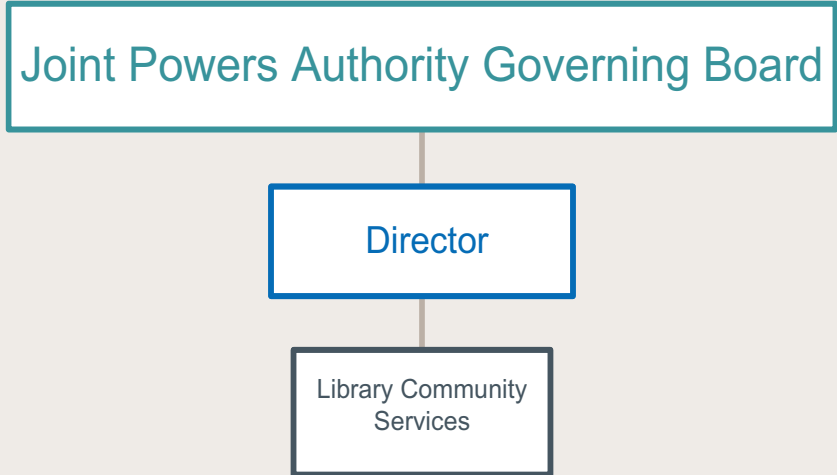 Joint Powers Authority Governing Board
Director
Library Community
Services